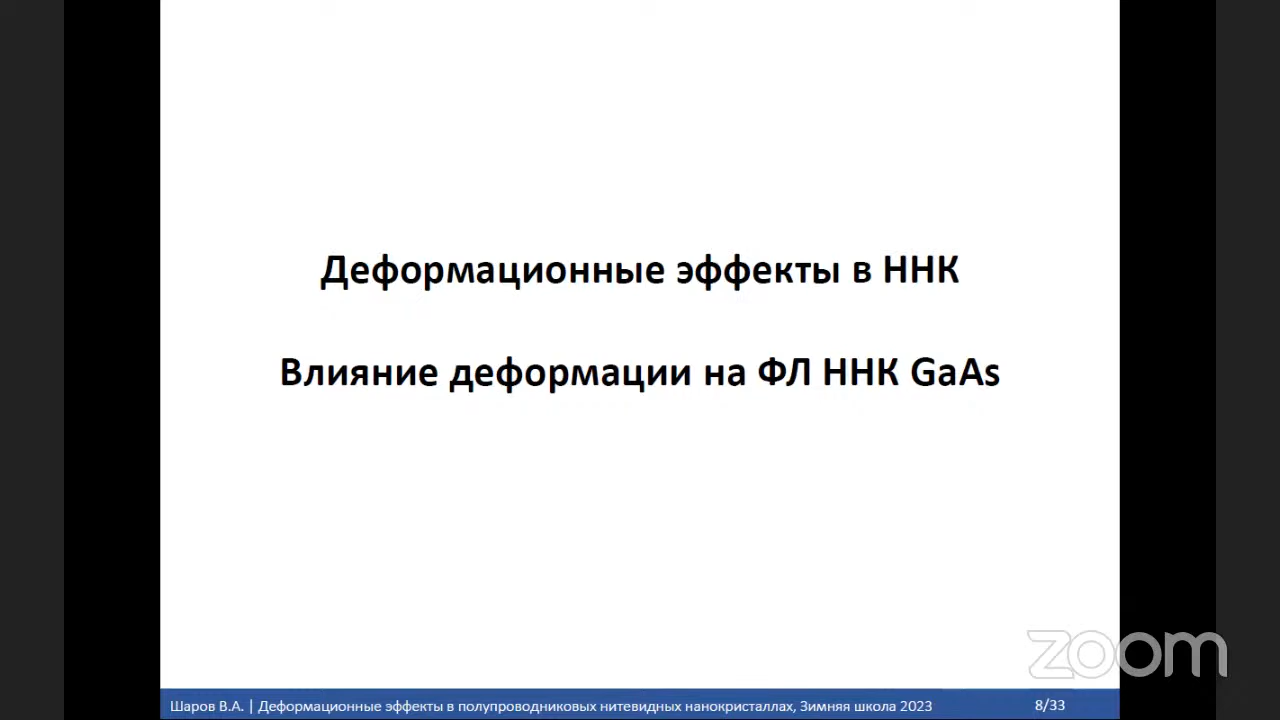 Деформационные эффекты в ННК
Влияние деформации на ФЛ ННК GaAs
zoom
Шаров В.А. | Деформационные эффекты в полупроводниковых нитевидных нанокристаллах, Зимняя школа 2023 8/33